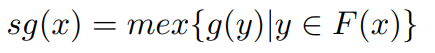 sg(x) = mex{g(y)|y ∈ F(x)}